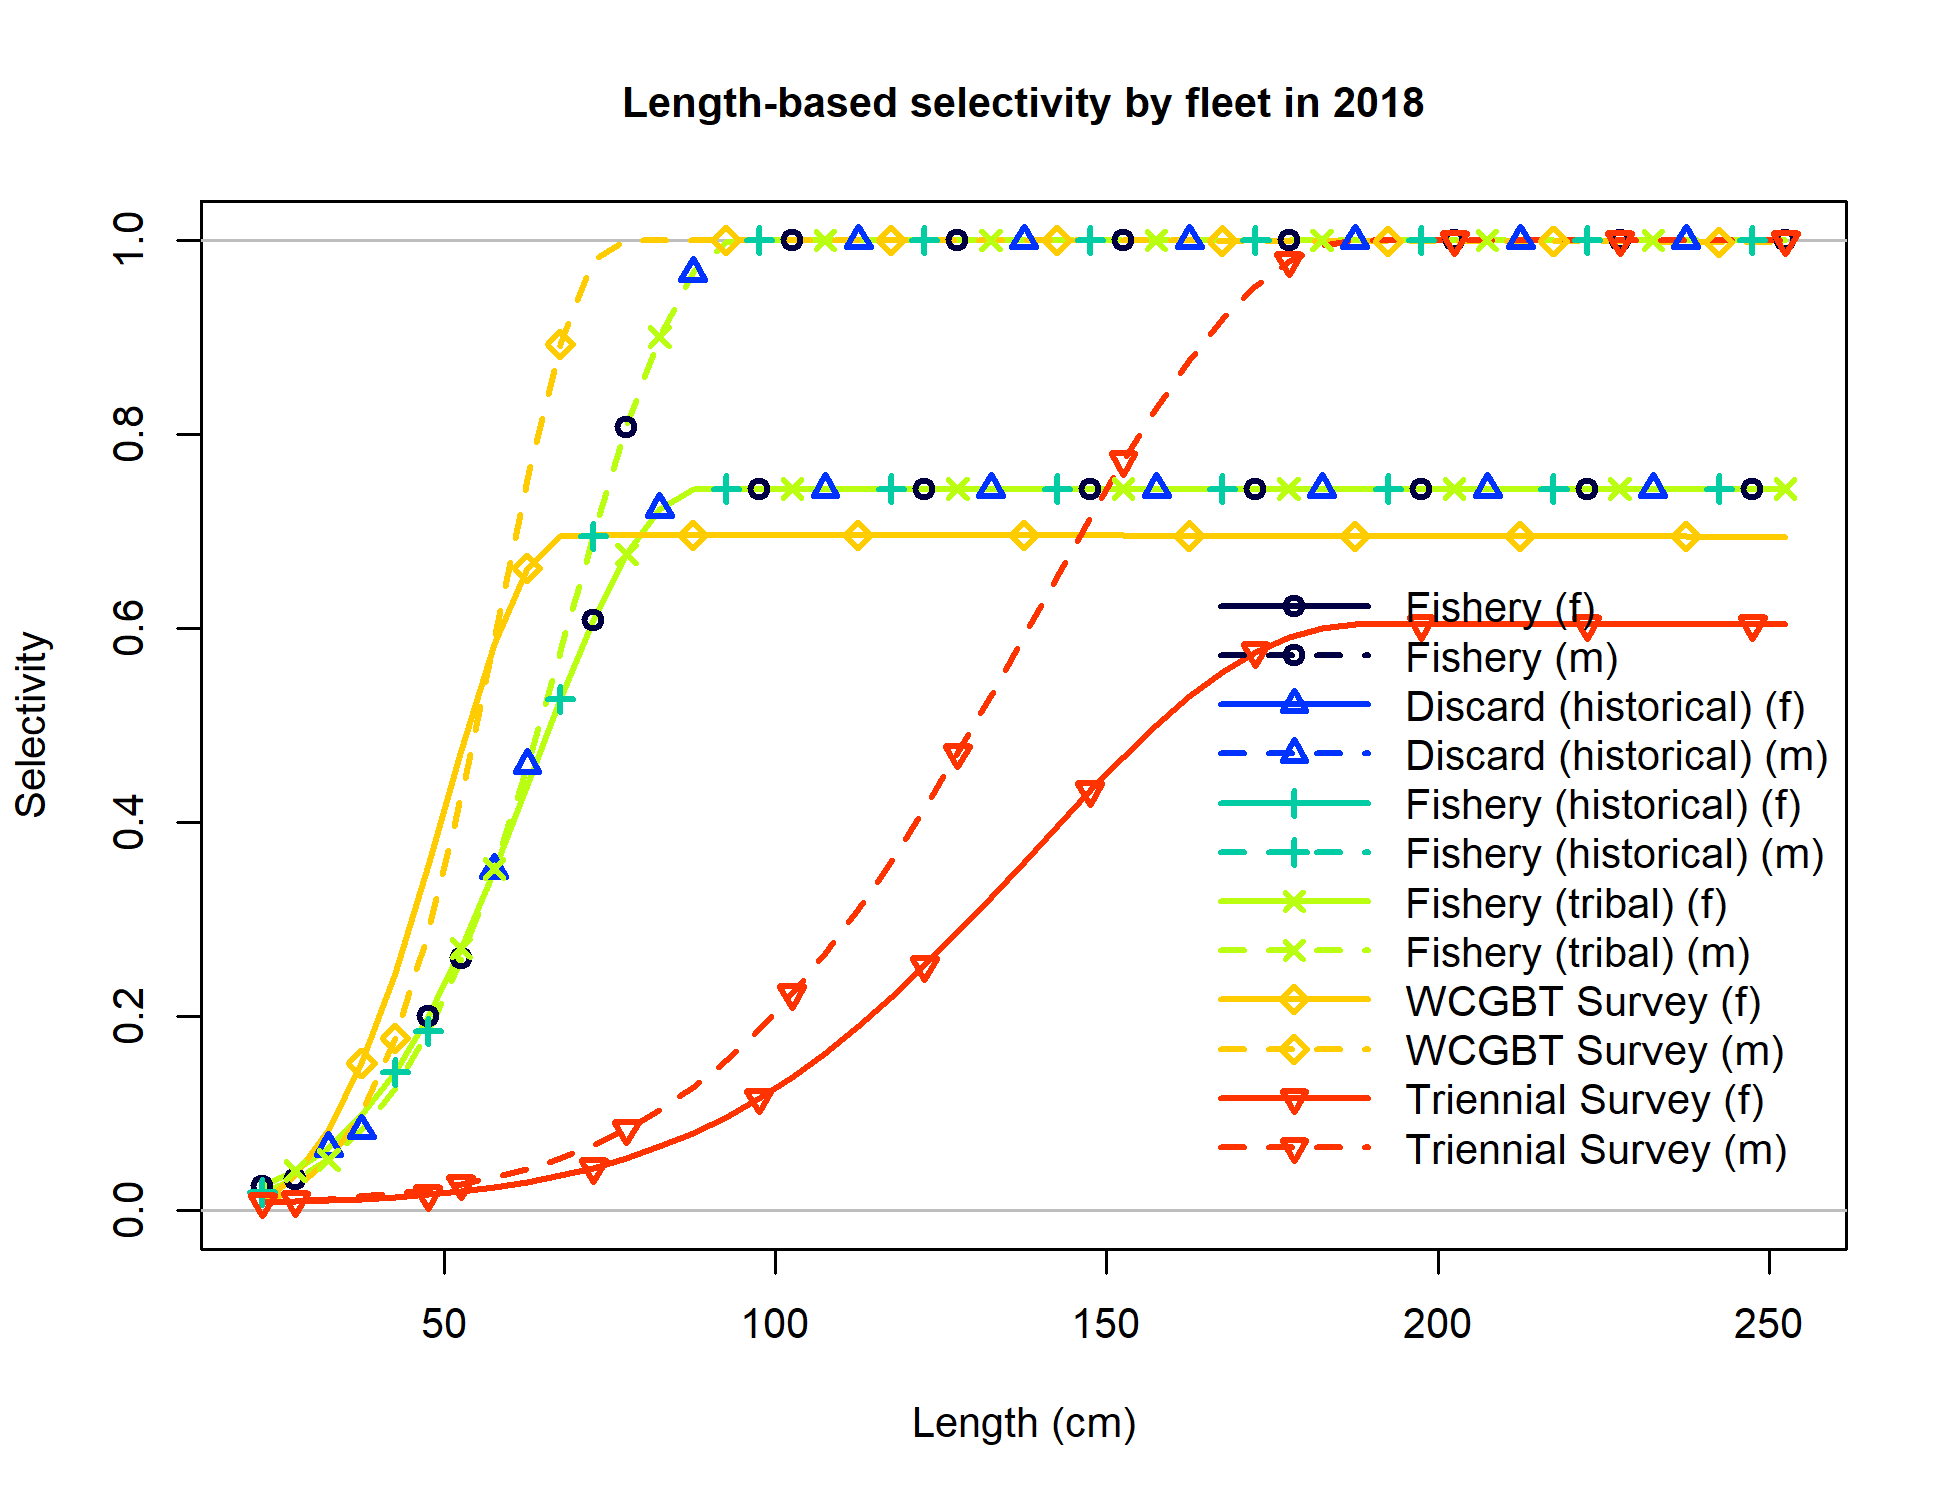 Length-based selectivity by fleet in 2018
1.0
0.8
0.6
0.4
0.2
0.0
Selectivity
50 100 150 200 250
Length (cm)
Fishery (f)
Fishery (m)
Discard (historical) (f)
Discard (historical) (m)
Fishery (historical) (f)
Fishery (historical) (m)
Fishery (tribal) (f)
Fishery (tribal) (m)
WCGBT Survey (f)
WCGBT Survey (m)
Triennial Survey (f)
Triennial Survey (m)